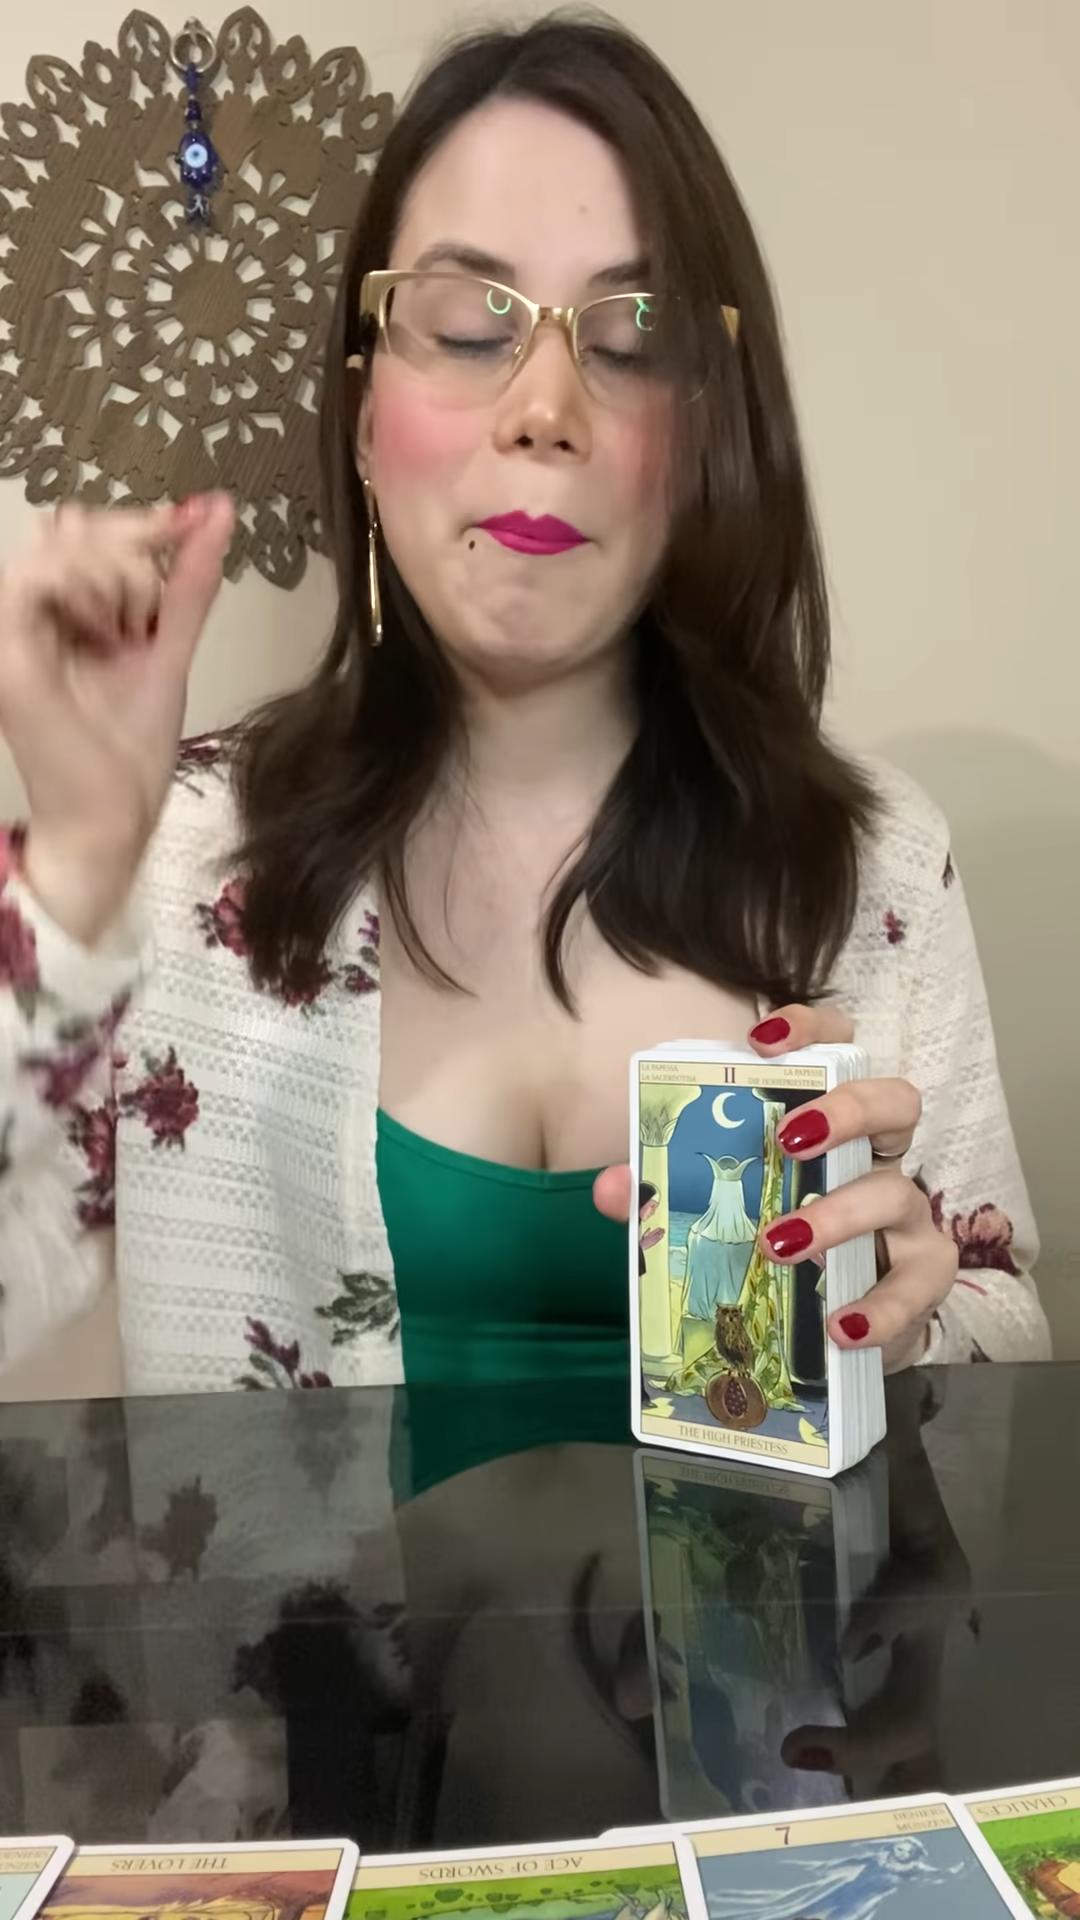 LA PAPESSA
LA SACERDOTISA
II
LA PAPESSE
DIE HOHEPRIESTERIN
THE HIGH PRIESTESS
THE LOVERS
ACE OF SWORDS
7
DENIERS
MÜNZEN
CHALICES